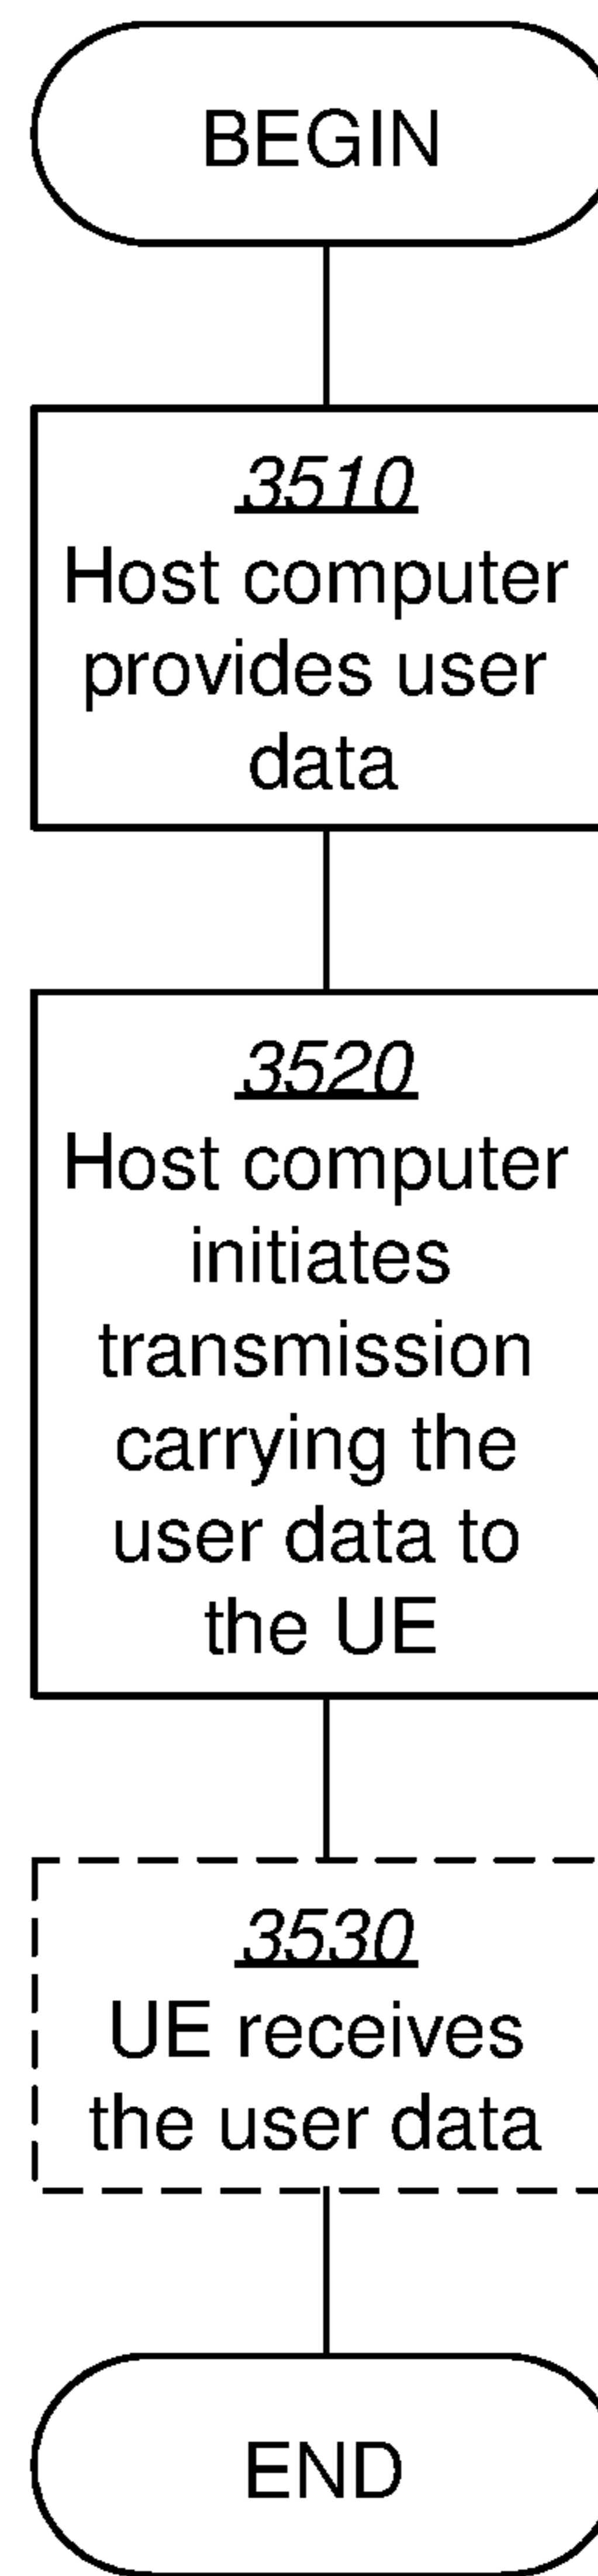 BEGIN
3510
Host computer
provides user
data
3520
Host computer
initiates
transmission
carrying the
user data to
the UE
3530
UE receives
the user data
END